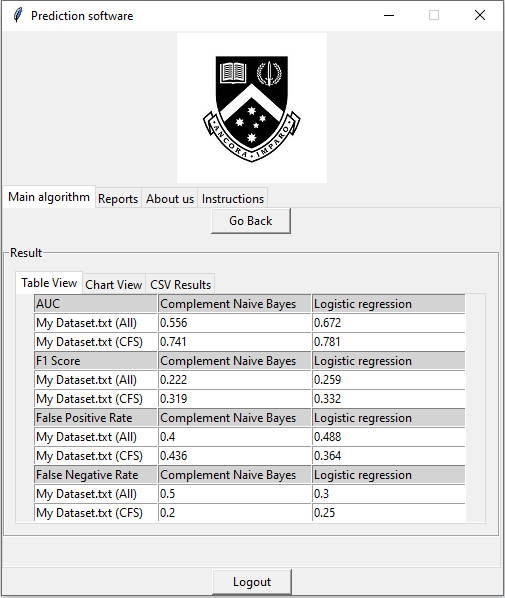 Prediction software
ANCORA IMPARO
Main algorithm Reports About us Instructions
Go Back
Result
Table View Chart View CSV Results
AUC Complement Naive Bayes Logistic regression
My Dataset.txt (All) 0.556 0.672
My Dataset.txt (CFS) 0.741 0.781
F1 Score Complement Naive Bayes Logistic regression
My Dataset.txt (All) 0.222 0.259
My Dataset.txt (CFS) 0.319 0.332
False Positive Rate Complement Naive Bayes Logistic regression
My Dataset.txt (All) 0.4 0.488
My Dataset.txt (CFS) 0.436 0.364
False Negative Rate Complement Naive Bayes Logistic regression
My Dataset.txt (All) 0.5 0.3
My Dataset.txt (CFS) 0.2 0.25
Logout